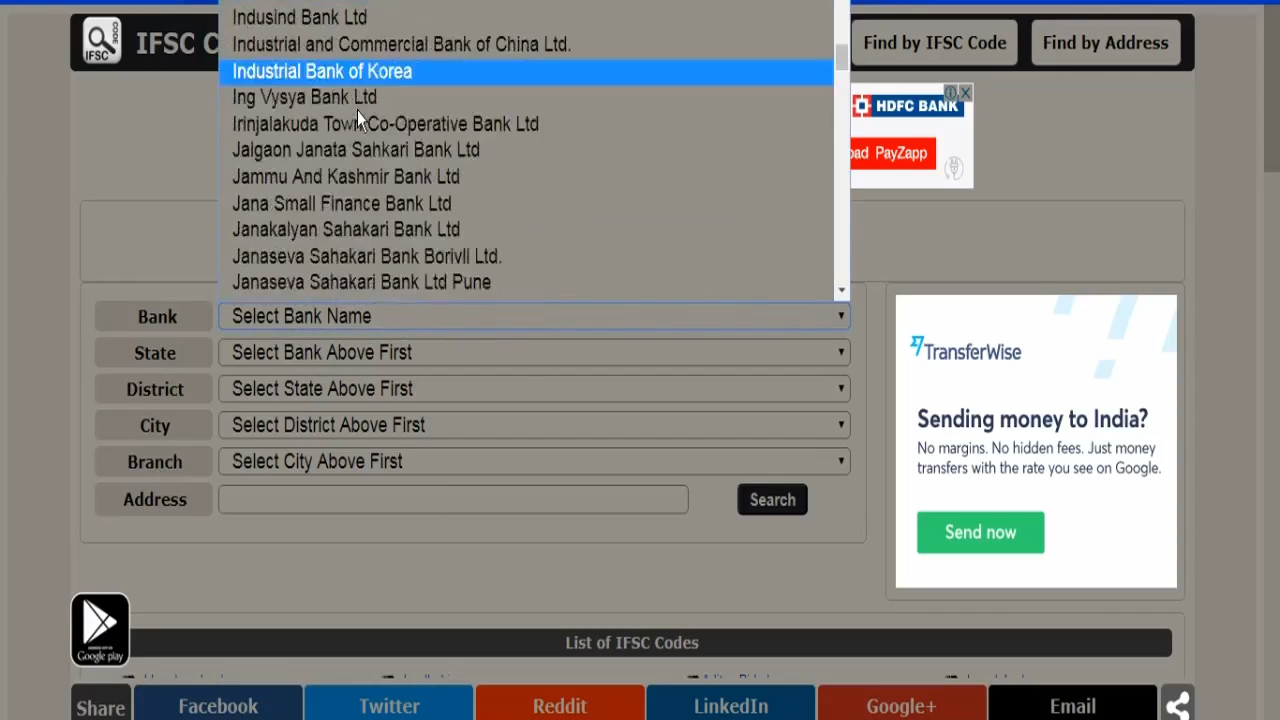 Indusind Bank Ltd
Industrial and Commercial Bank of China Ltd.
Industrial Bank of Korea
Ing Vysya Bank Ltd
Irinjalakuda Town Co-Operative Bank Ltd
Jalgaon Janata Sahkari Bank Ltd
Jammu And Kashmir Bank Ltd
Jana Small Finance Bank Ltd
Janakalyan Sahakari Bank Ltd
Janaseva Sahakari Bank Borivli Ltd.
Janaseva Sahakari Bank Ltd Pune
CODE
IFSC
IFSC C
Find by IFSC Code
Find by Address
HDFC BANK
oad PayZapp
Bank
Select Bank Name
State
Select Bank Above First
District
Select State Above First
City
Select District Above First
Branch
Select City Above First
Address
Search
TransferWise
Sending money to India?
No margins. No hidden fees. Just money
transfers with the rate you see on Google.
Send now
Google play
List of IFSC Codes
Share
Facebook
Twitter
Reddit
LinkedIn
Google+
Email